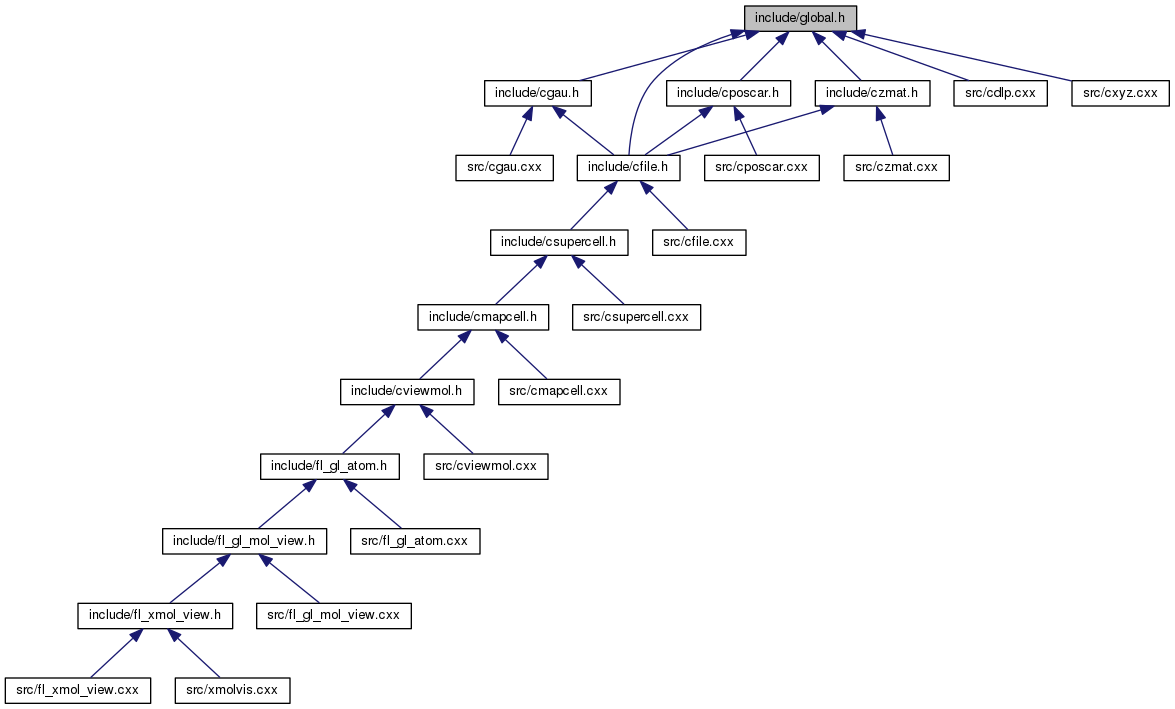 include/global.h
include/cgau.h
include/cposcar.h
include/czmat.h
src/cdlp.cxx
src/cxyz.cxx
src/cgau.cxx
include/cfile.h
src/cposcar.cxx
src/czmat.cxx
include/csupercell.h
src/cfile.cxx
include/cmapcell.h
src/csupercell.cxx
include/cviewmol.h
src/cmapcell.cxx
include/fl_gl_atom.h
src/cviewmol.cxx
include/fl_gl_mol_view.h
src/fl_gl_atom.cxx
include/fl_xmol_view.h
src/fl_gl_mol_view.cxx
src/fl_xmol_view.cxx
src/xmolvis.cxx